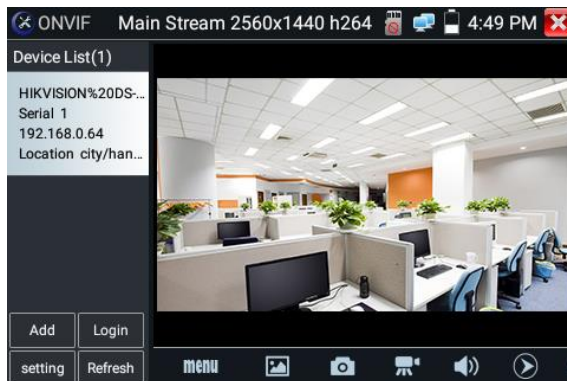 ONVIF Main Stream 2560x1440 h264 4:49 PM
Device List(1)
HIKVISION%20DS-...
Serial 1
192.168.0.64
Location city/han...
Add Login
setting Refresh
menu